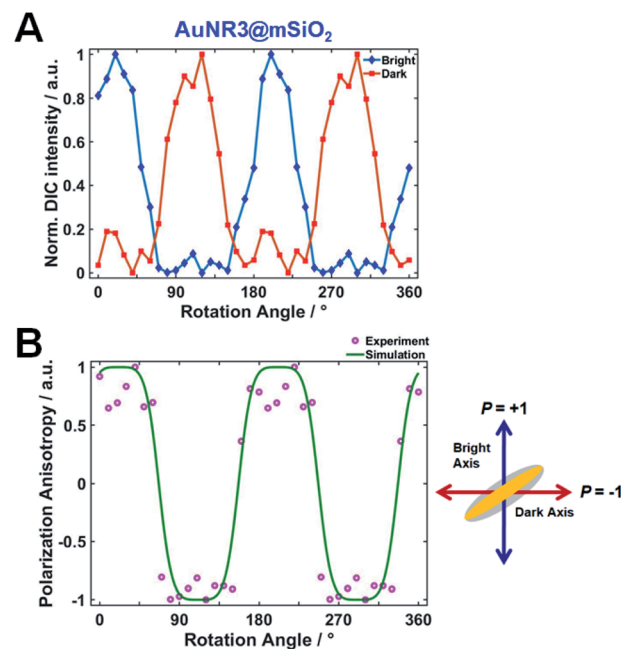 A
AuNR3@mSiO₂
Norm. DIC intensity / a.u.
1
0.8
0.6
0.4
0.2
0
Bright
Dark
0
90
180
270
360
Rotation Angle / °
B
Experiment
Simulation
Polarization Anisotropy / a.u.
1
0.5
0
-0.5
-1
0
90
180
270
360
Rotation Angle / °
P = +1
Bright
Axis
P = -1
Dark Axis